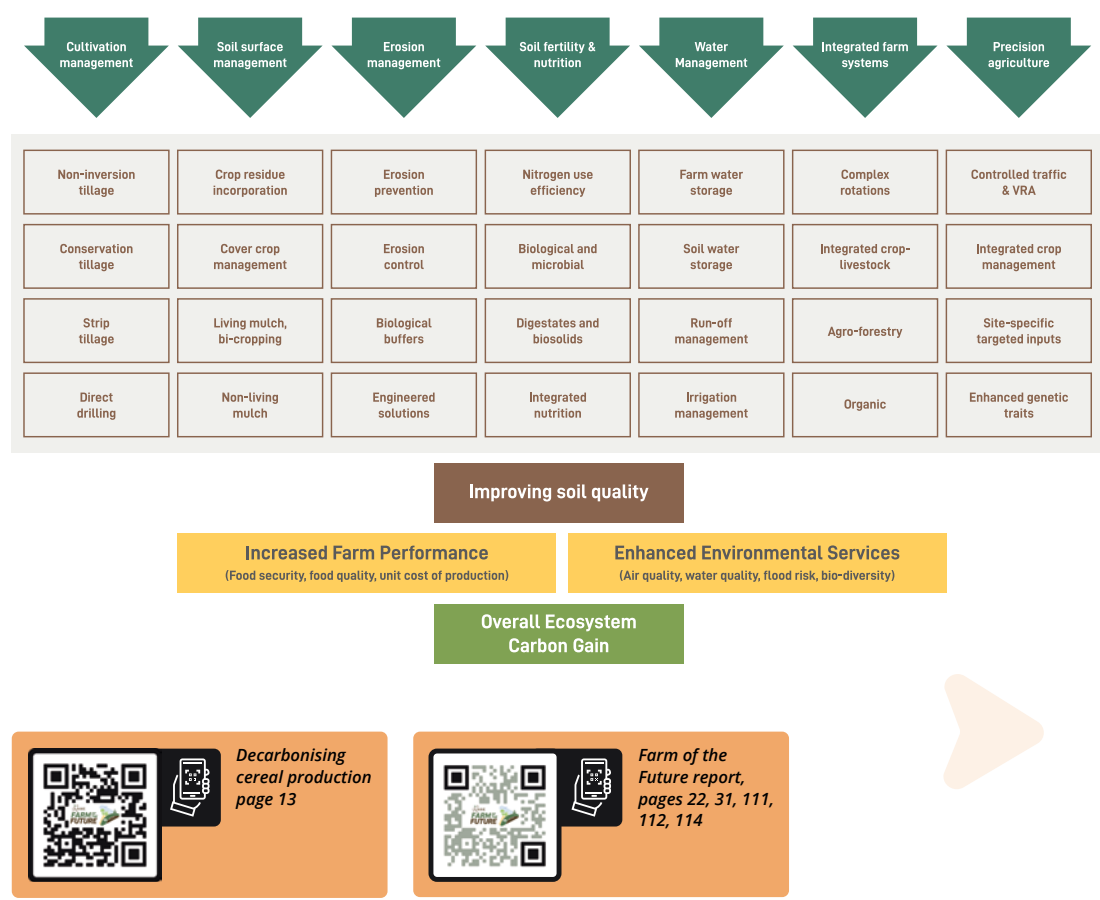 Cultivation
management
Soil surface
management
Erosion
management
Soil fertility &
nutrition
Water
Management
Integrated farm
systems
Precision
agriculture
Non-inversion
tillage
Crop residue
incorporation
Erosion
prevention
Nitrogen use
efficiency
Farm water
storage
Complex
rotations
Controlled traffic
& VRA
Conservation
tillage
Cover crop
management
Erosion
control
Biological and
microbial
Soil water
storage
Integrated crop-
livestock
Integrated crop
management
Strip
tillage
Living mulch,
bi-cropping
Biological
buffers
Digestates and
biosolids
Run-off
management
Agro-forestry
Site-specific
targeted inputs
Direct
drilling
Non-living
mulch
Engineered
solutions
Integrated
nutrition
Irrigation
management
Organic
Enhanced genetic
traits
Improving soil quality
Increased Farm Performance
(Food security, food quality, unit cost of production)
Enhanced Environmental Services
(Air quality, water quality, flood risk, bio-diversity)
Overall Ecosystem
Carbon Gain
Decarbonising
cereal production
page 13
Farm of the
Future report,
pages 22, 31, 111,
112, 114